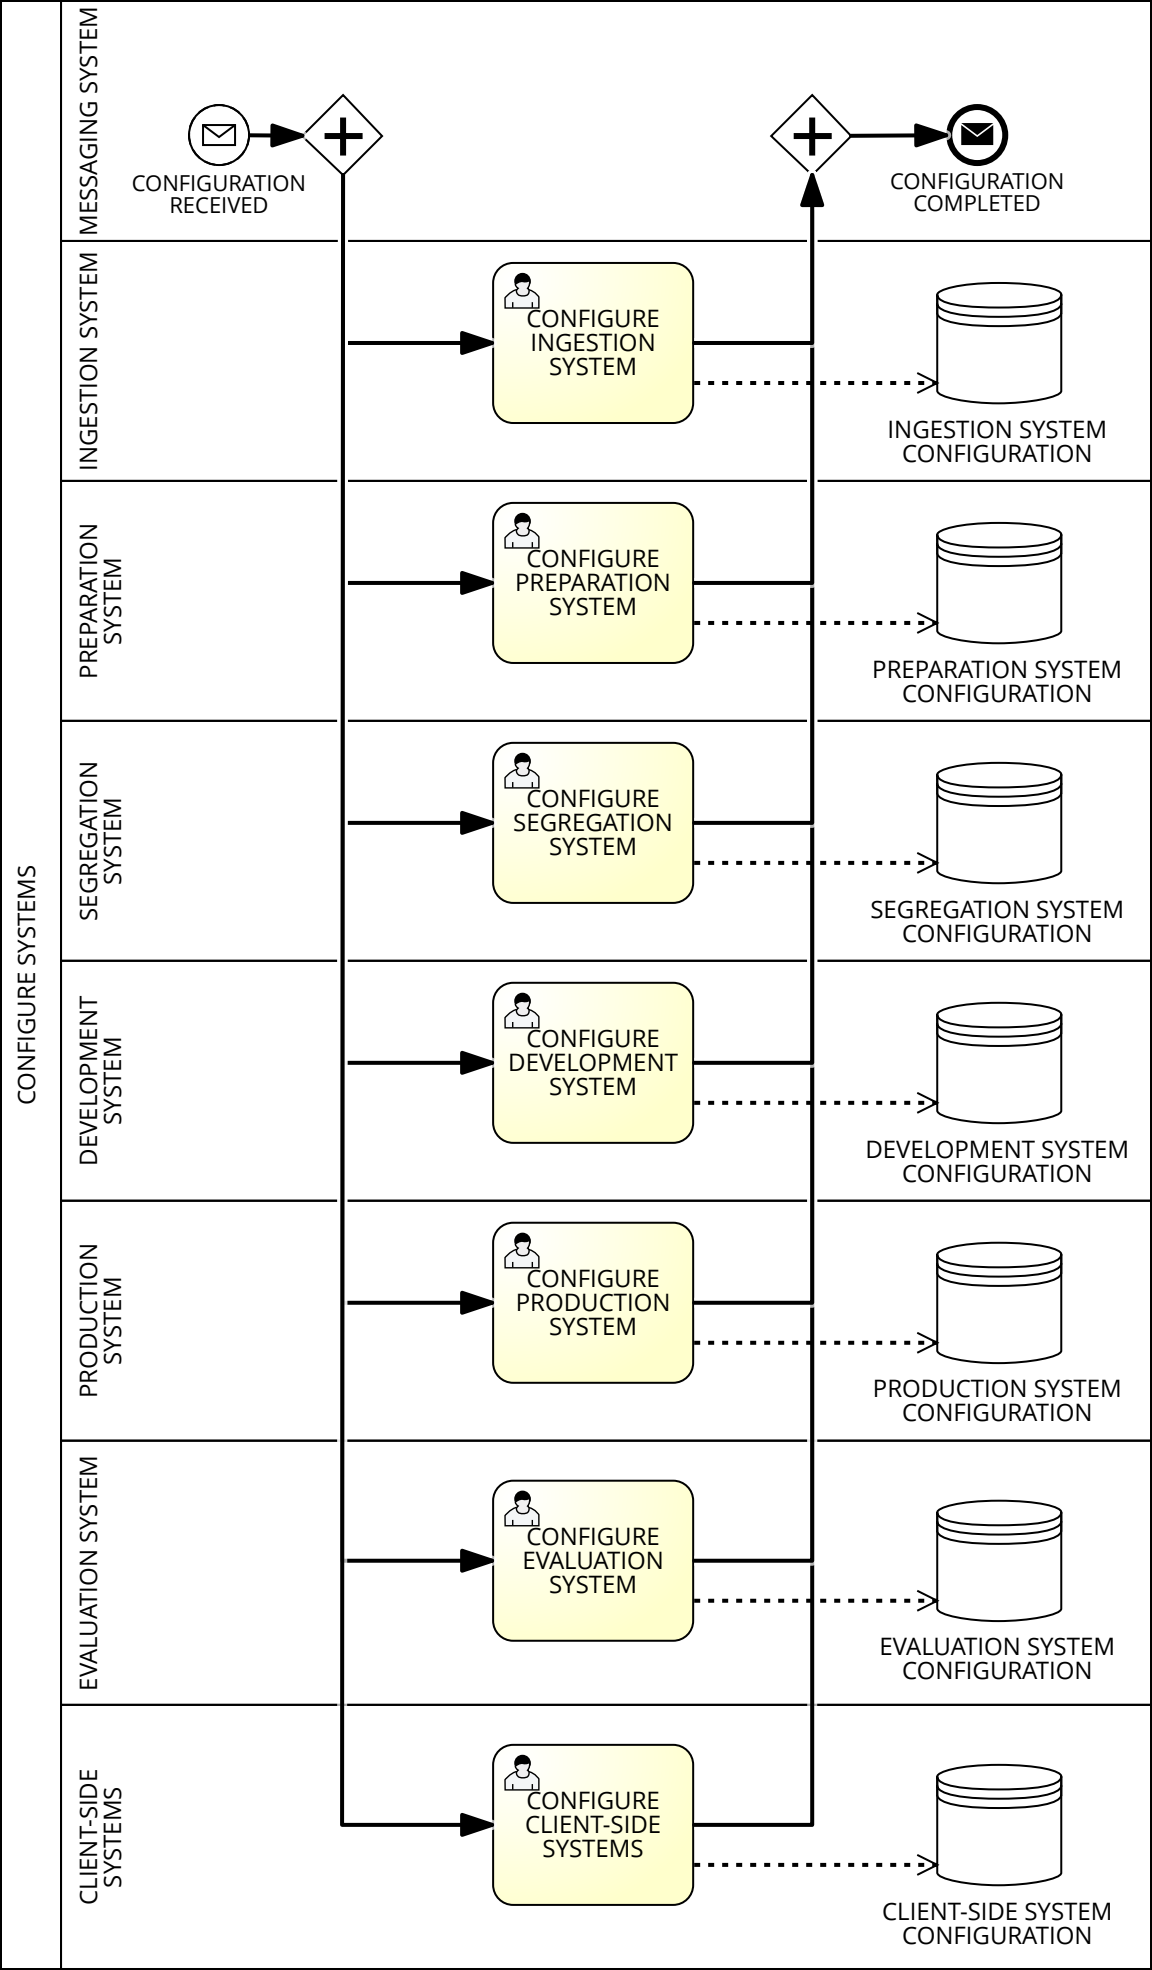 CONFIGURE SYSTEMS
MESSAGING SYSTEM
CONFIGURATION
RECEIVED
CONFIGURATION
COMPLETED
INGESTION SYSTEM
CONFIGURE
INGESTION
SYSTEM
INGESTION SYSTEM
CONFIGURATION
PREPARATION
SYSTEM
CONFIGURE
PREPARATION
SYSTEM
PREPARATION SYSTEM
CONFIGURATION
SEGREGATION
SYSTEM
CONFIGURE
SEGREGATION
SYSTEM
SEGREGATION SYSTEM
CONFIGURATION
DEVELOPMENT
SYSTEM
CONFIGURE
DEVELOPMENT
SYSTEM
DEVELOPMENT SYSTEM
CONFIGURATION
PRODUCTION
SYSTEM
CONFIGURE
PRODUCTION
SYSTEM
PRODUCTION SYSTEM
CONFIGURATION
EVALUATION SYSTEM
CONFIGURE
EVALUATION
SYSTEM
EVALUATION SYSTEM
CONFIGURATION
CLIENT-SIDE
SYSTEMS
CONFIGURE
CLIENT-SIDE
SYSTEMS
CLIENT-SIDE SYSTEM
CONFIGURATION